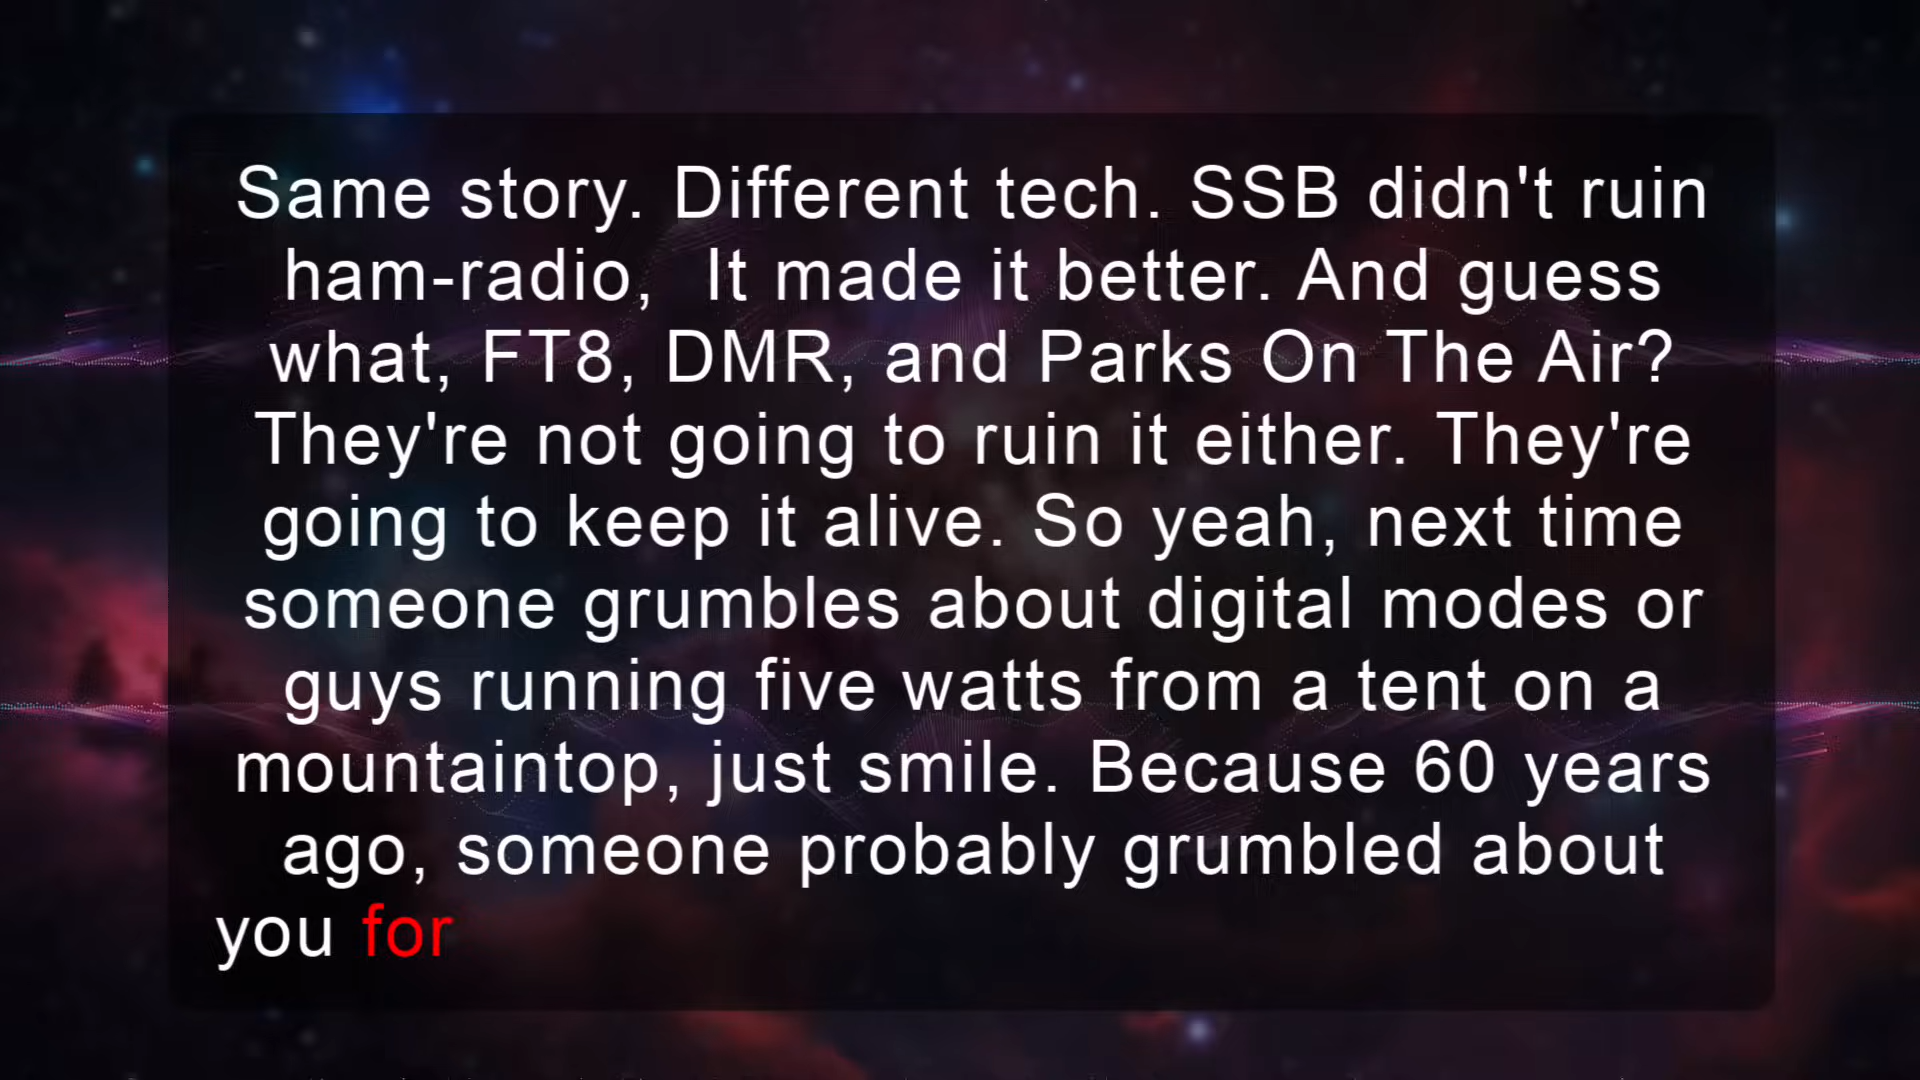 Same story. Different tech. SSB didn't ruin
ham-radio,  It made it better. And guess
what, FT8, DMR, and Parks On The Air?
They're not going to ruin it either. They're
going to keep it alive. So yeah, next time
someone grumbles about digital modes or
guys running five watts from a tent on a
mountaintop, just smile. Because 60 years
ago, someone probably grumbled about
you for